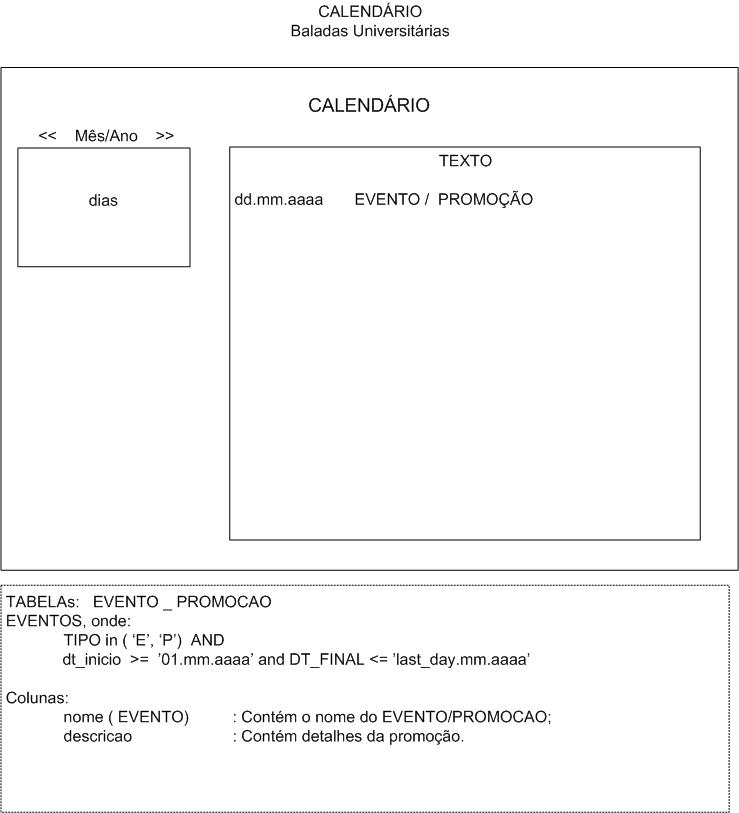 CALENDÁRIO
Baladas Universitárias
CALENDÁRIO
<< Mês/Ano >>
dias
TEXTO
dd.mm.aaaa EVENTO / PROMOÇÃO
TABELAs: EVENTO _ PROMOCAO
EVENTOS, onde:
TIPO in ( ‘E’, ‘P’) AND
dt_inicio >= ’01.mm.aaaa’ and DT_FINAL <= ’last_day.mm.aaaa’
Colunas:
nome ( EVENTO) : Contém o nome do EVENTO/PROMOCAO;
descricao : Contém detalhes da promoção.